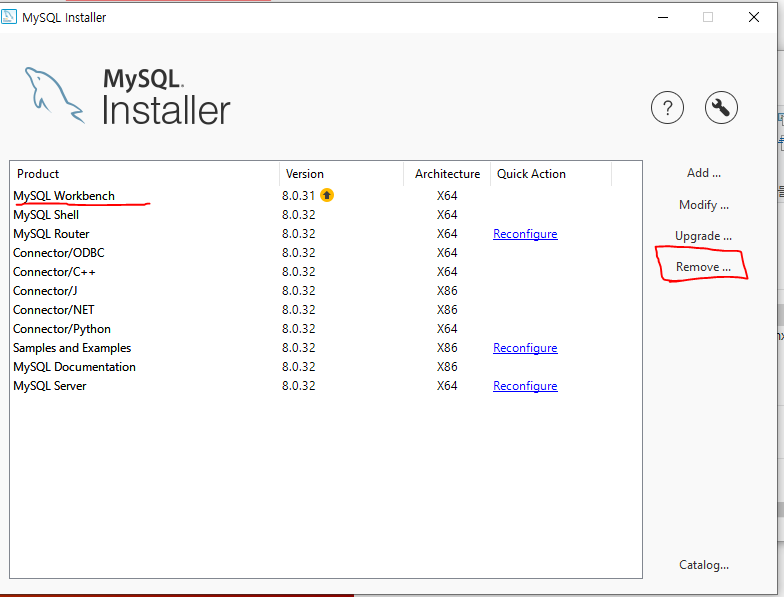 MySQL Installer
MySQL.
Installer
?
Product Version Architecture Quick Action
MySQL Workbench 8.0.31 X64
MySQL Shell 8.0.32 X64
MySQL Router 8.0.32 X64 Reconfigure
Connector/ODBC 8.0.32 X64
Connector/C++ 8.0.32 X64
Connector/J 8.0.32 X86
Connector/NET 8.0.32 X86
Connector/Python 8.0.32 X64
Samples and Examples 8.0.32 X86 Reconfigure
MySQL Documentation 8.0.32 X86
MySQL Server 8.0.32 X64 Reconfigure
Add ...
Modify ...
Upgrade ...
Remove ...
Catalog...